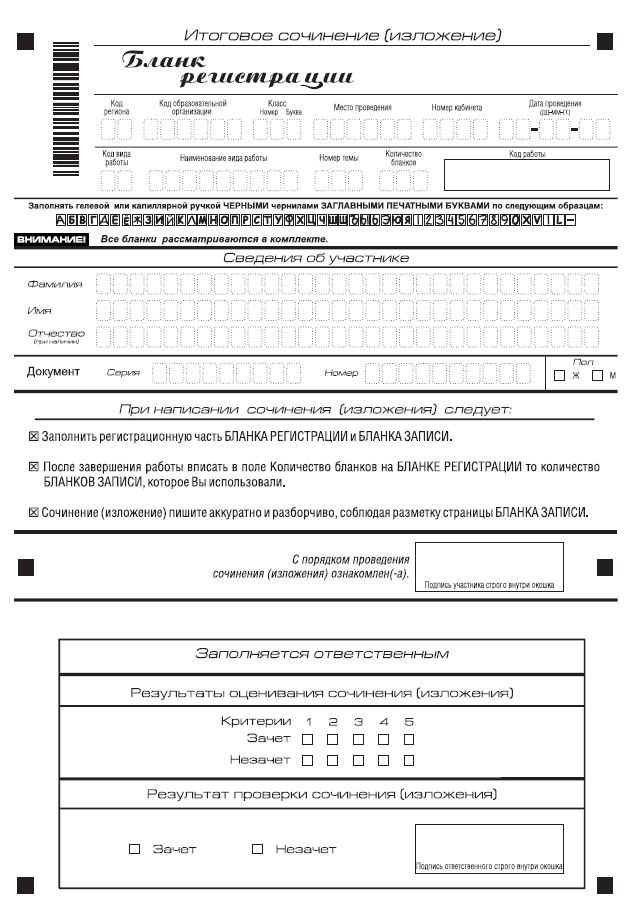 Итоговое сочинение (изложение)
Бланк
регистрации
Код региона
Код образовательной организации
Класс
Номер Буква
Место проведения
Номер кабинета
Дата проведения
(ДД-ММ-ГГ)
Код вида работы
Наименование вида работы
Номер темы
Количество бланков
Код работы
Заполнять гелевой или капиллярной ручкой ЧЕРНЫМИ чернилами ЗАГЛАВНЫМИ ПЕЧАТНЫМИ БУКВАМИ по следующим образцам:
АБВГДЕЁЖЗИЙКЛМНОПРСТУФХЦЧШЩЪЫЬЭЮЯ1234567890XVIL-
ВНИМАНИЕ! Все бланки рассматриваются в комплекте.
Сведения об участнике
Фамилия
Имя
Отчество
(при наличии)
Документ Серия Номер
Пол
Ж М
При написании сочинения (изложения) следует:
Заполнить регистрационную часть БЛАНКА РЕГИСТРАЦИИ и БЛАНКА ЗАПИСИ.
После завершения работы вписать в поле Количество бланков на БЛАНКЕ РЕГИСТРАЦИИ то количество
БЛАНКОВ ЗАПИСИ, которое Вы использовали.
Сочинение (изложение) пишите аккуратно и разборчиво, соблюдая разметку страницы БЛАНКА ЗАПИСИ.
С порядком проведения
сочинения (изложения) ознакомлен(-а).
Подпись участника строго внутри окошка
Заполняется ответственным
Результаты оценивания сочинения (изложения)
Критерии 1 2 3 4 5
Зачет
Незачет
Результат проверки сочинения (изложения)
Зачет Незачет
Подпись ответственного строго внутри окошка